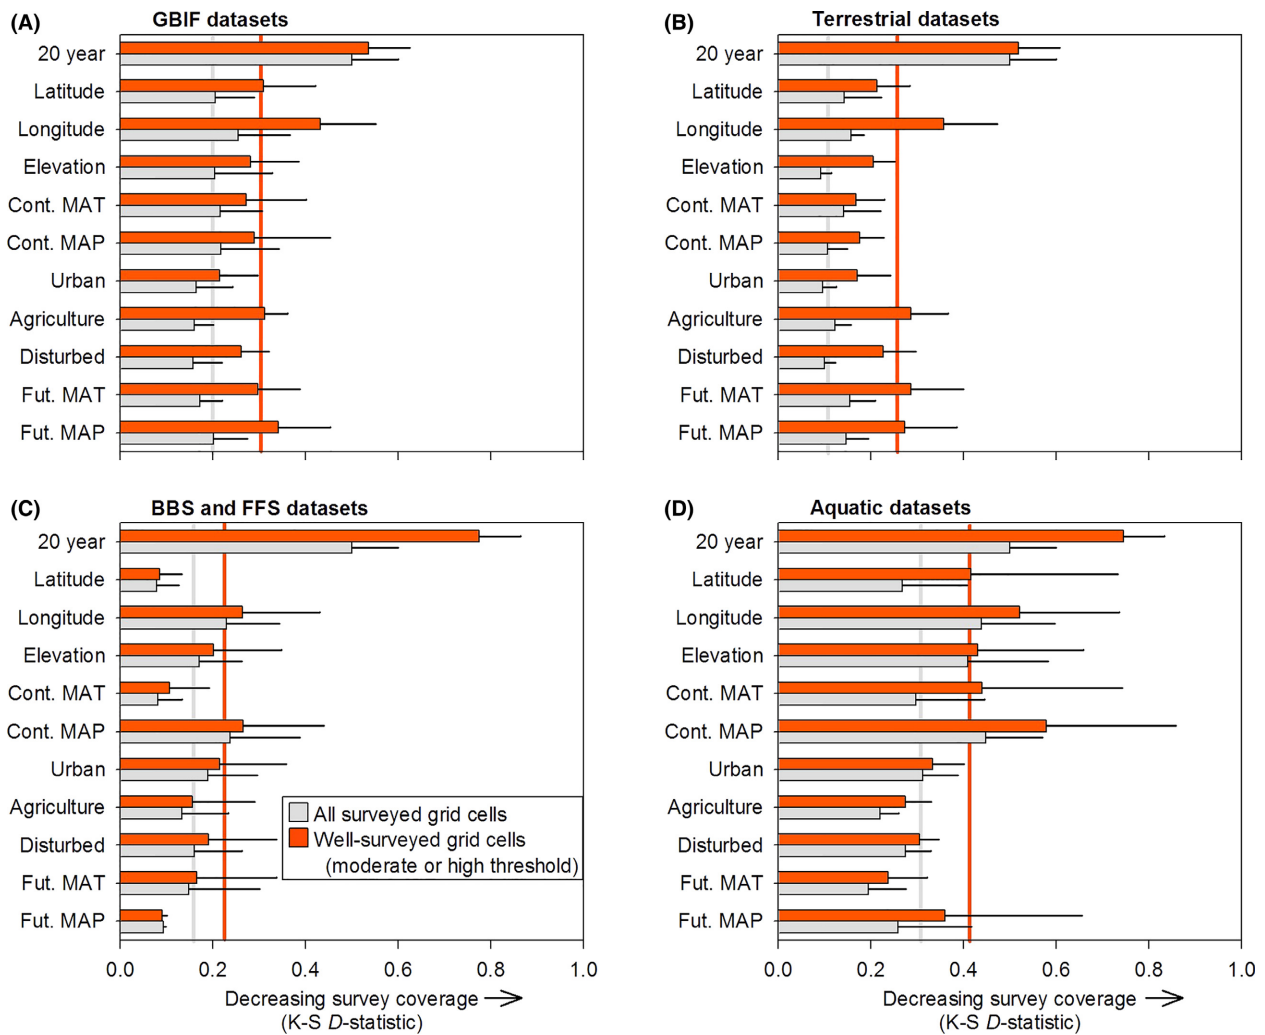 (A) GBIF datasets
20 year
Latitude
Longitude
Elevation
Cont. MAT
Cont. MAP
Urban
Agriculture
Disturbed
Fut. MAT
Fut. MAP
(B) Terrestrial datasets
20 year
Latitude
Longitude
Elevation
Cont. MAT
Cont. MAP
Urban
Agriculture
Disturbed
Fut. MAT
Fut. MAP
(C) BBS and FFS datasets
20 year
Latitude
Longitude
Elevation
Cont. MAT
Cont. MAP
Urban
Agriculture
Disturbed
Fut. MAT
Fut. MAP
All surveyed grid cells
Well-surveyed grid cells
(moderate or high threshold)
0.0 0.2 0.4 0.6 0.8 1.0
Decreasing survey coverage
(K-S D-statistic)
(D) Aquatic datasets
20 year
Latitude
Longitude
Elevation
Cont. MAT
Cont. MAP
Urban
Agriculture
Disturbed
Fut. MAT
Fut. MAP
0.0 0.2 0.4 0.6 0.8 1.0
Decreasing survey coverage
(K-S D-statistic)